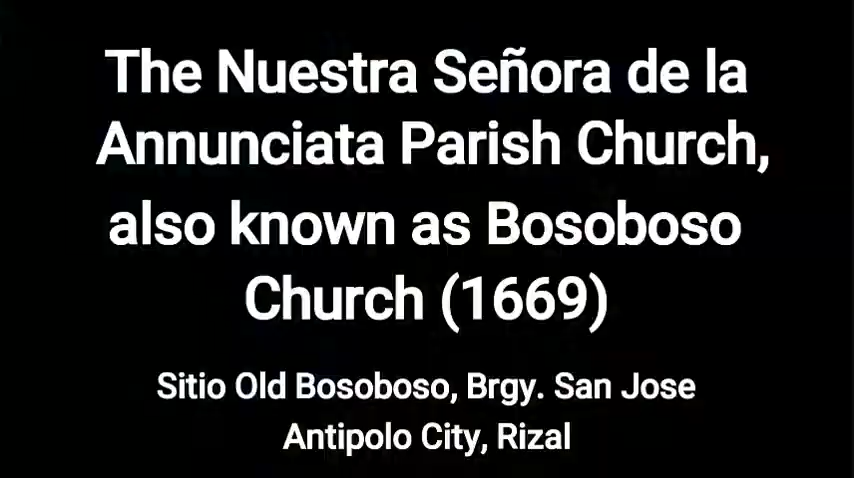 The Nuestra Señora de la
Annunciata Parish Church,
also known as Bosoboso
Church (1669)
Sitio Old Bosoboso, Brgy. San Jose
Antipolo City, Rizal